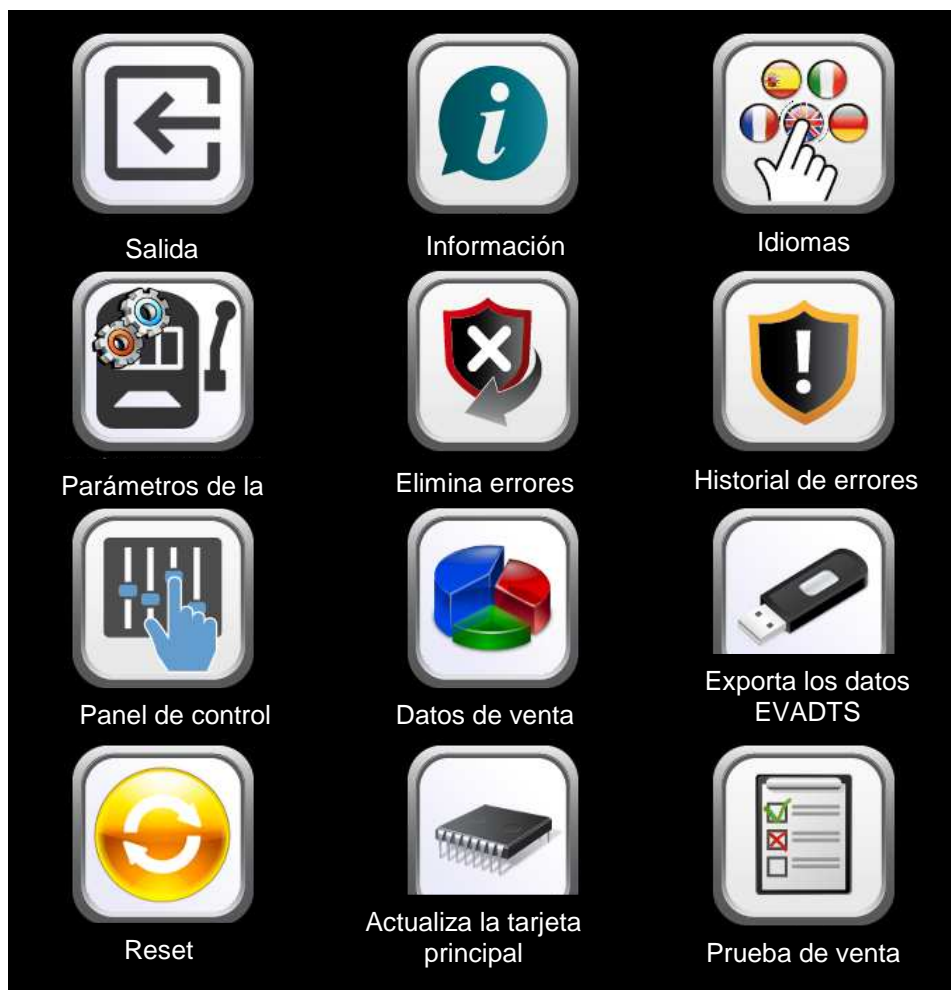 Salida
Información
Idiomas
Parámetros de la
Elimina errores
Historial de errores
Panel de control
Datos de venta
Exporta los datos
EVADTS
Reset
Actualiza la tarjeta
principal
Prueba de venta